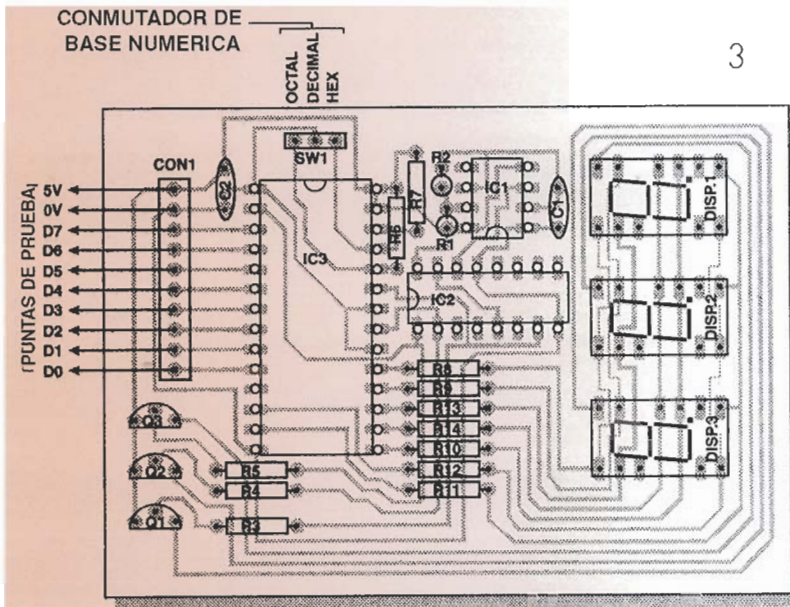 CONMUTADOR DE
BASE NUMERICA
OCTAL
DECIMAL
HEX
3
CON1
SW1
C2
R7
R6
R2
R1
IC1
C1
DISP.1
5V
0V
D7
D6
D5
D4
D3
D2
D1
D0
(PUNTAS DE PRUEBA)
IC3
IC2
DISP.2
R8
R9
R13
R14
R10
R12
R11
DISP.3
Q3
Q2
Q1
R5
R4
R3